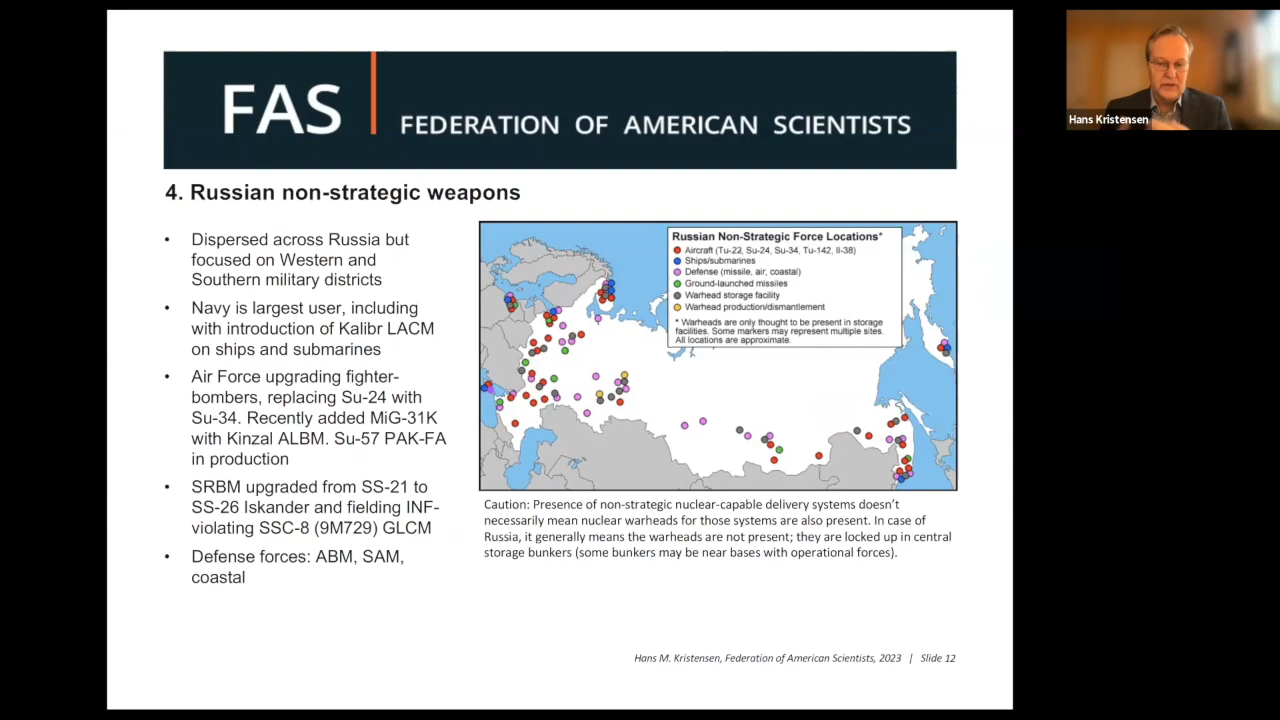 FAS
FEDERATION OF AMERICAN SCIENTISTS
Hans Kristensen
4. Russian non-strategic weapons
• Dispersed across Russia but
focused on Western and
Southern military districts
• Navy is largest user, including
with introduction of Kalibr LACM
on ships and submarines
• Air Force upgrading fighter-
bombers, replacing Su-24 with
Su-34. Recently added MiG-31K
with Kinzal ALBM. Su-57 PAK-FA
in production
• SRBM upgraded from SS-21 to
SS-26 Iskander and fielding INF-
violating SSC-8 (9M729) GLCM
• Defense forces: ABM, SAM,
coastal
Russian Non-Strategic Force Locations*
Aircraft (Tu-22, Su-24, Su-34, Tu-142, Il-38)
Ships/submarines
Defense (missile, air, coastal)
Ground-launched missiles
Warhead storage facility
Warhead production/dismantlement
* Warheads are only thought to be present in storage
facilities. Some markers may represent multiple sites.
All locations are approximate.
Caution: Presence of non-strategic nuclear-capable delivery systems doesn't
necessarily mean nuclear warheads for those systems are also present. In case of
Russia, it generally means the warheads are not present; they are locked up in central
storage bunkers (some bunkers may be near bases with operational forces).
Hans M. Kristensen, Federation of American Scientists, 2023 | Slide 12